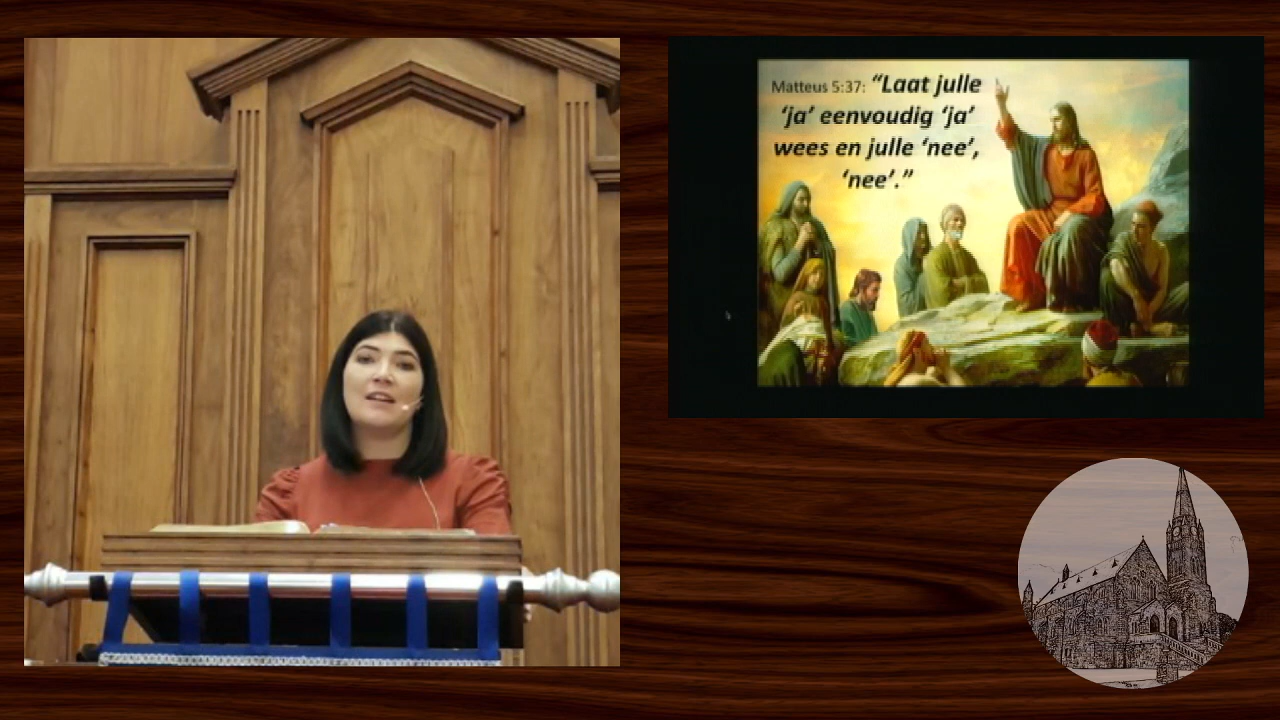 Matteus 5:37: “Laat julle
‘ja’ eenvoudig ‘ja’
wees en julle ‘nee’,
‘nee’.”